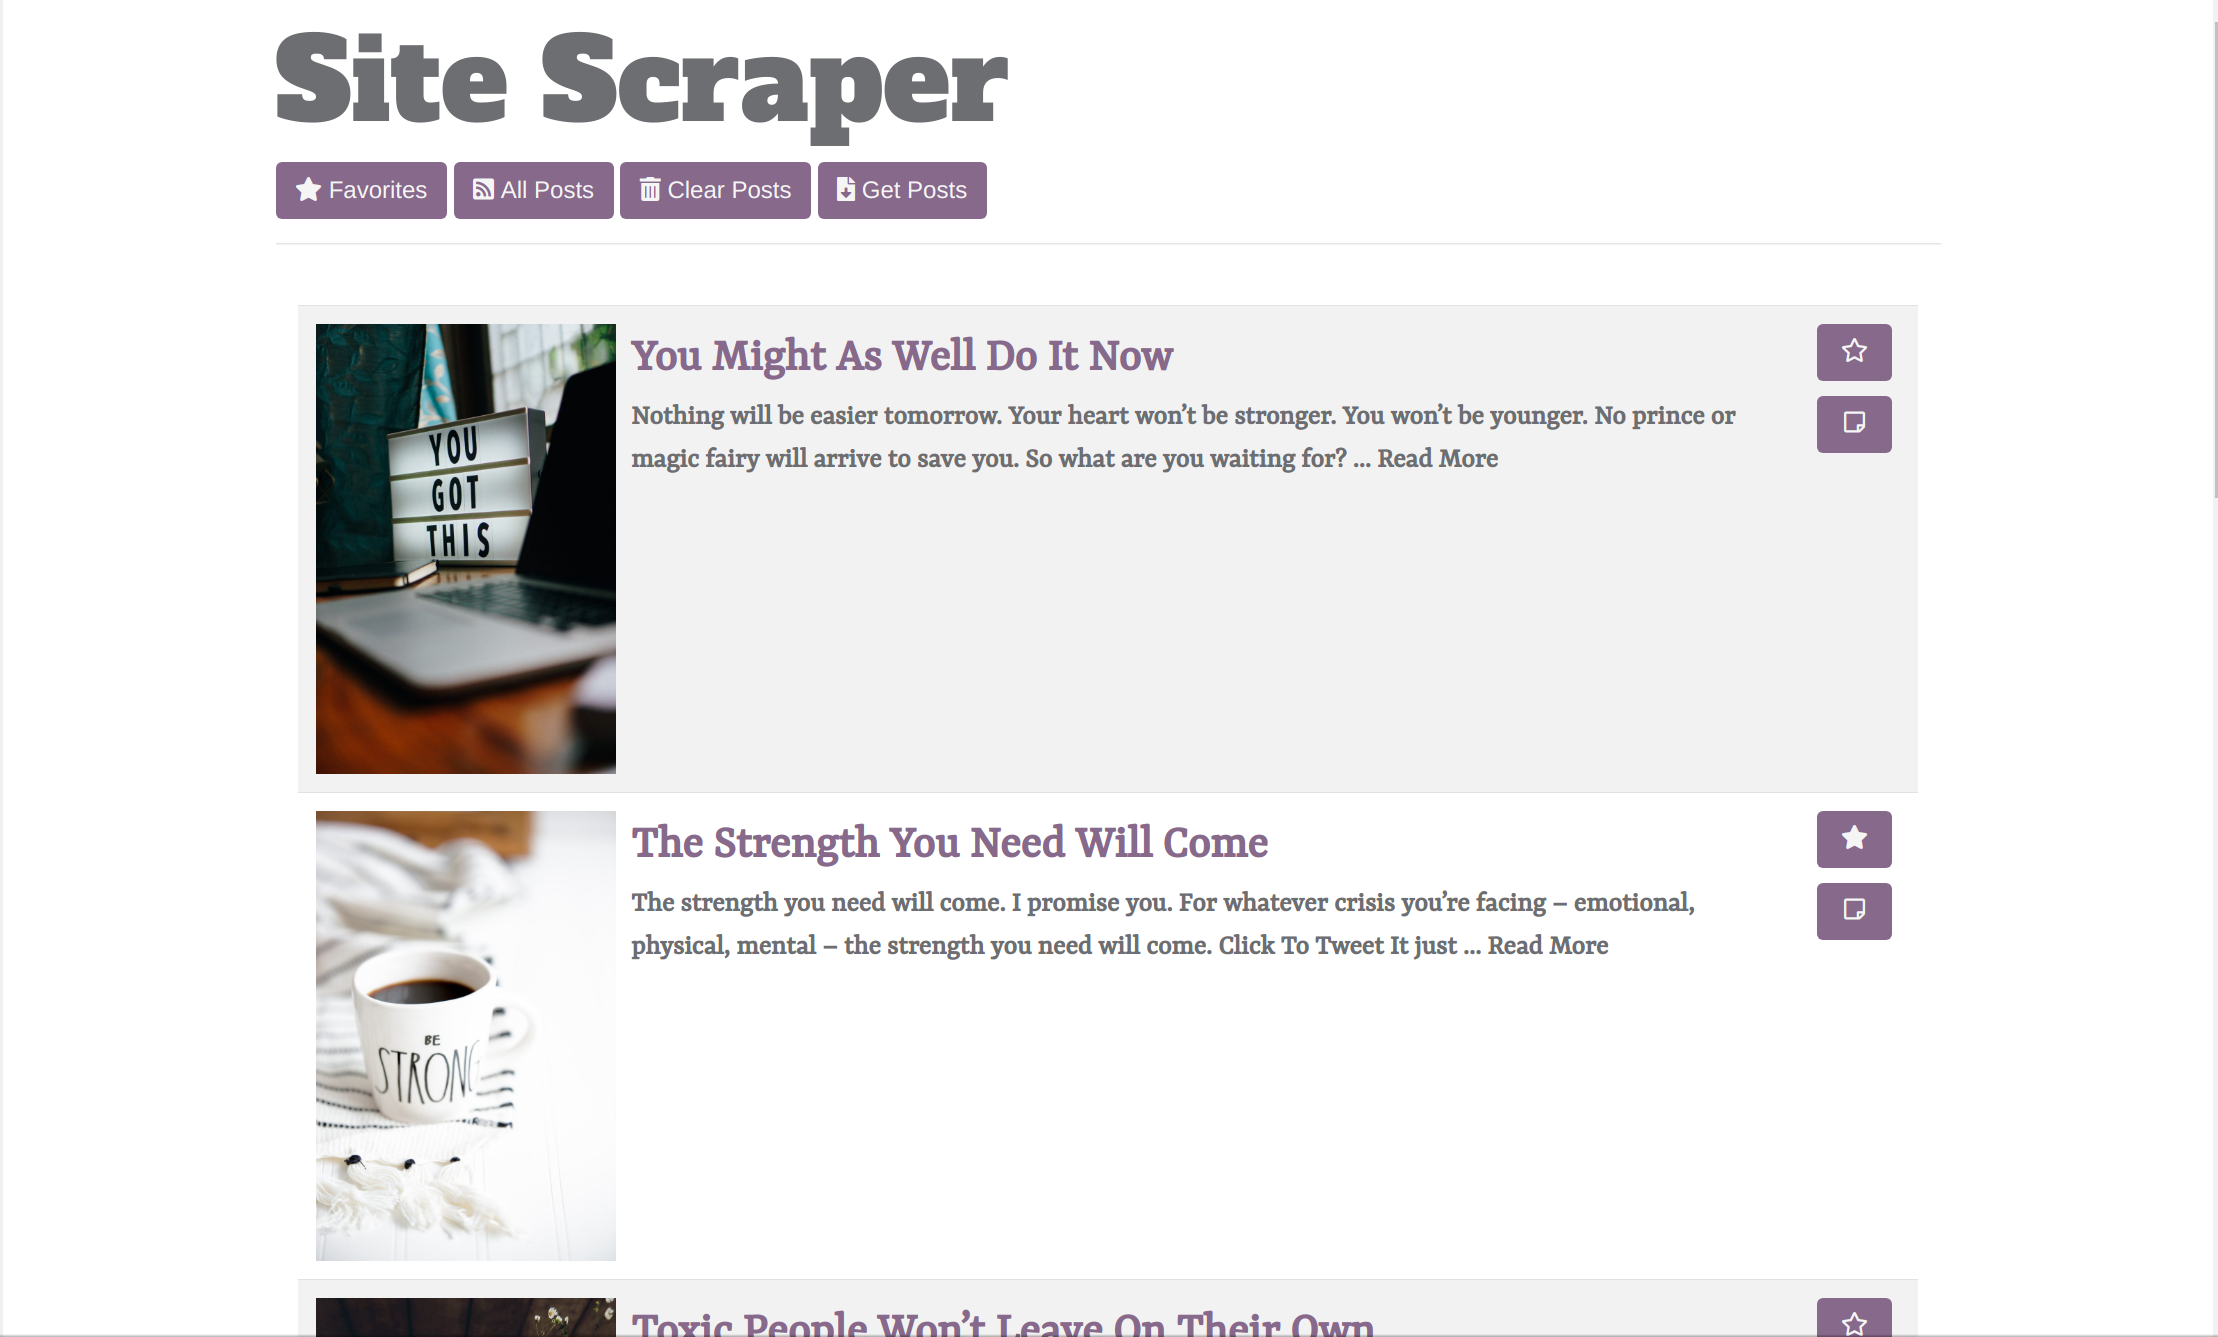 Site Scraper
Favorites All Posts Clear Posts Get Posts
YOU
GOT
THIS
You Might As Well Do It Now
Nothing will be easier tomorrow. Your heart won’t be stronger. You won’t be younger. No prince or
magic fairy will arrive to save you. So what are you waiting for? ... Read More
BE
STRONG
The Strength You Need Will Come
The strength you need will come. I promise you. For whatever crisis you’re facing – emotional,
physical, mental – the strength you need will come. Click To Tweet It just ... Read More
Toxic People Won’t Leave On Their Own